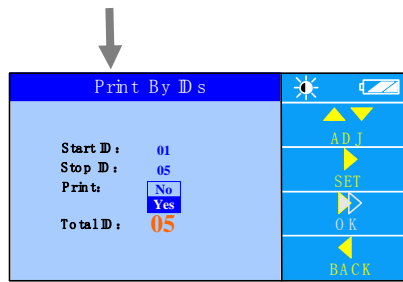 Print By IDs
Start ID: 01
Stop ID: 05
Print: No
Yes
Total ID: 05
ADJ
SET
OK
BACK